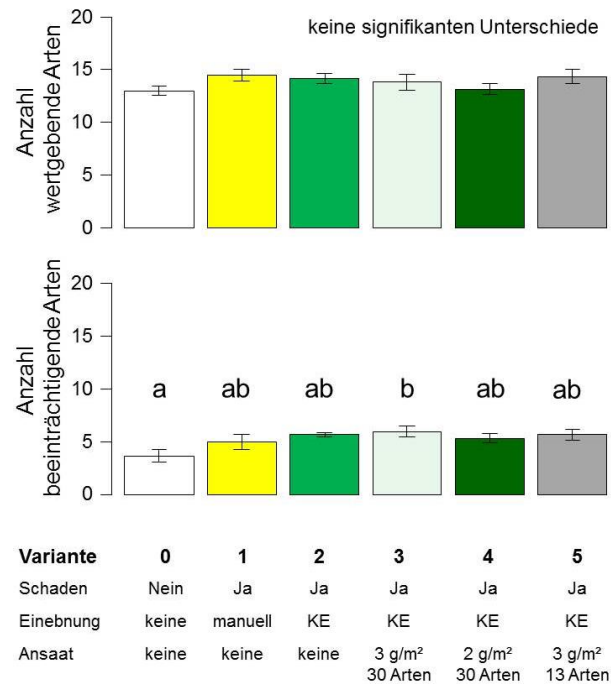 20
keine signifikanten Unterschiede
15
10
5
0
Anzahl
wertgebende Arten
20
15
10
5
0
Anzahl
beeinträchtigende Arten
a ab ab b ab ab
Variante 0 1 2 3 4 5
Schaden Nein Ja Ja Ja Ja Ja
Einebnung keine manuell KE KE KE KE
Ansaat keine keine keine 3 g/m² 2 g/m² 3 g/m²
30 Arten 30 Arten 13 Arten